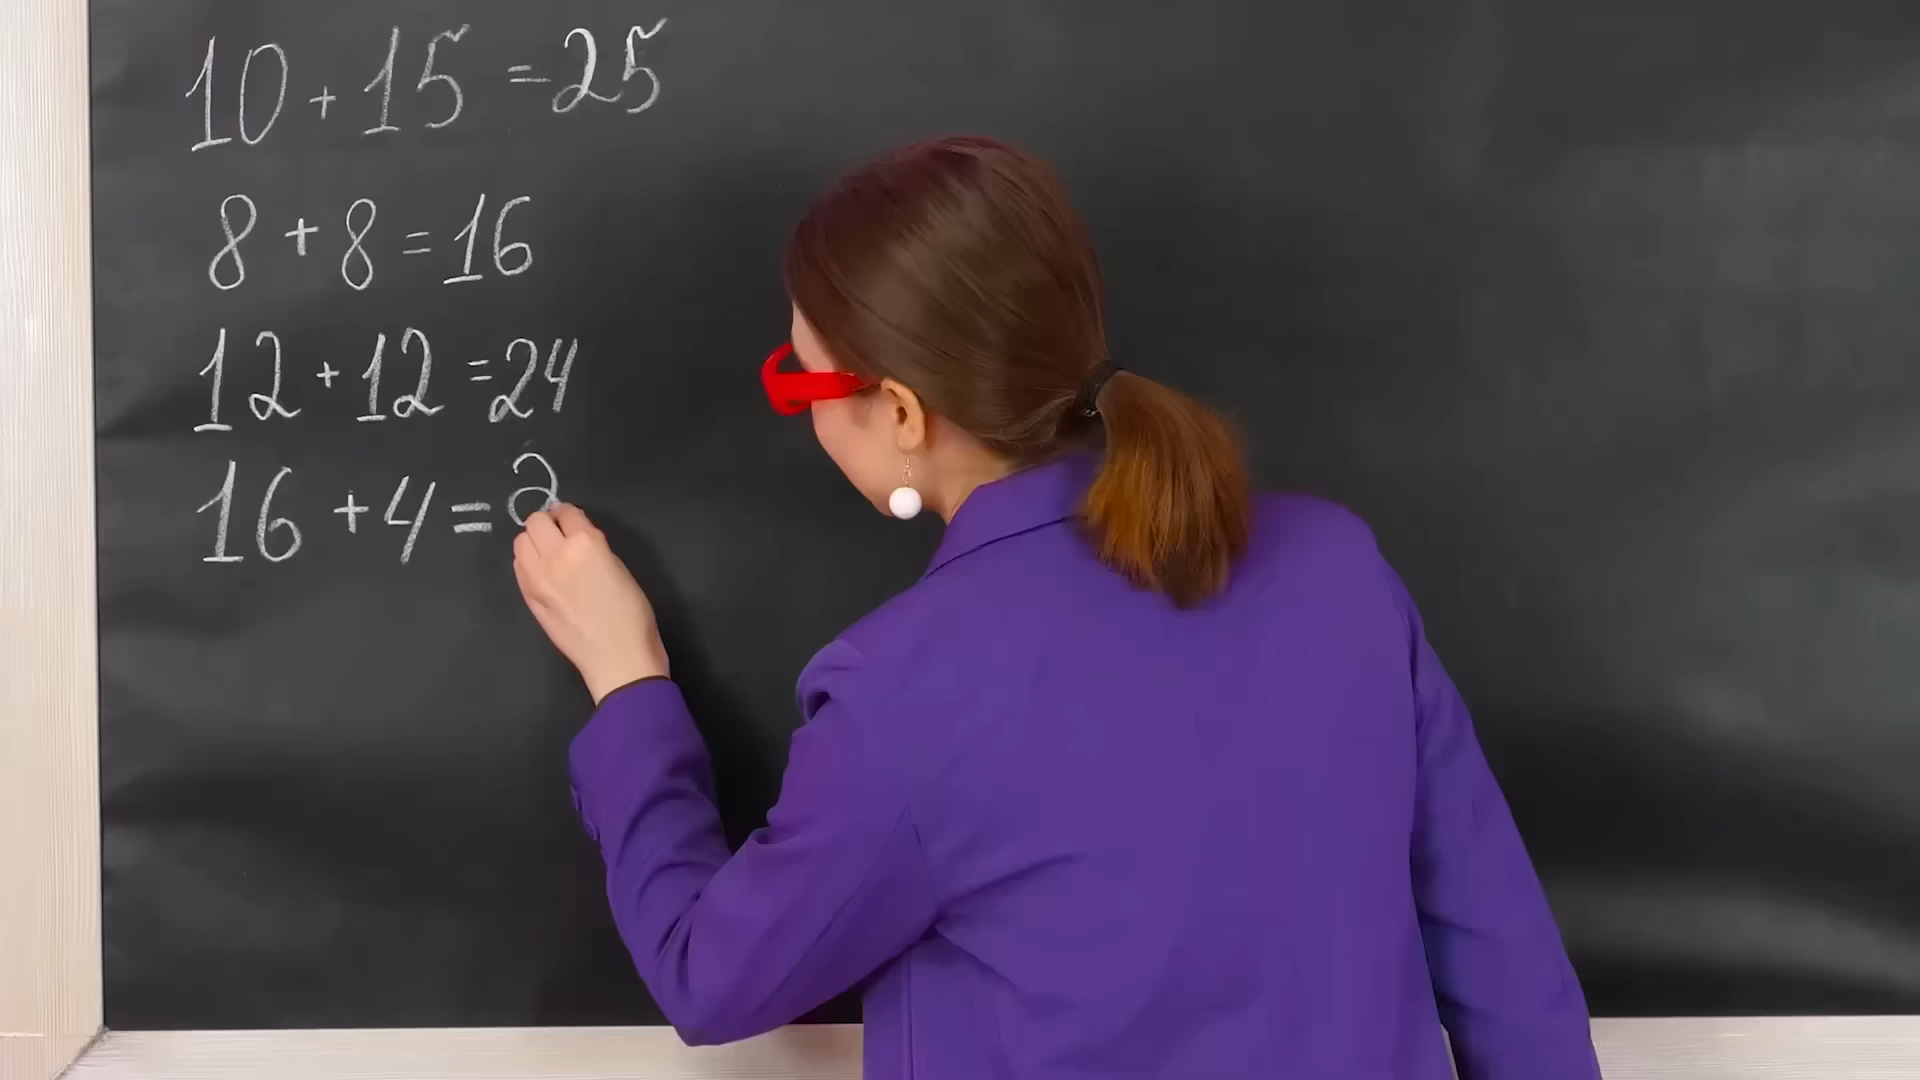 10 + 15 = 25
8 + 8 = 16
12 + 12 = 24
16 + 4 = 2